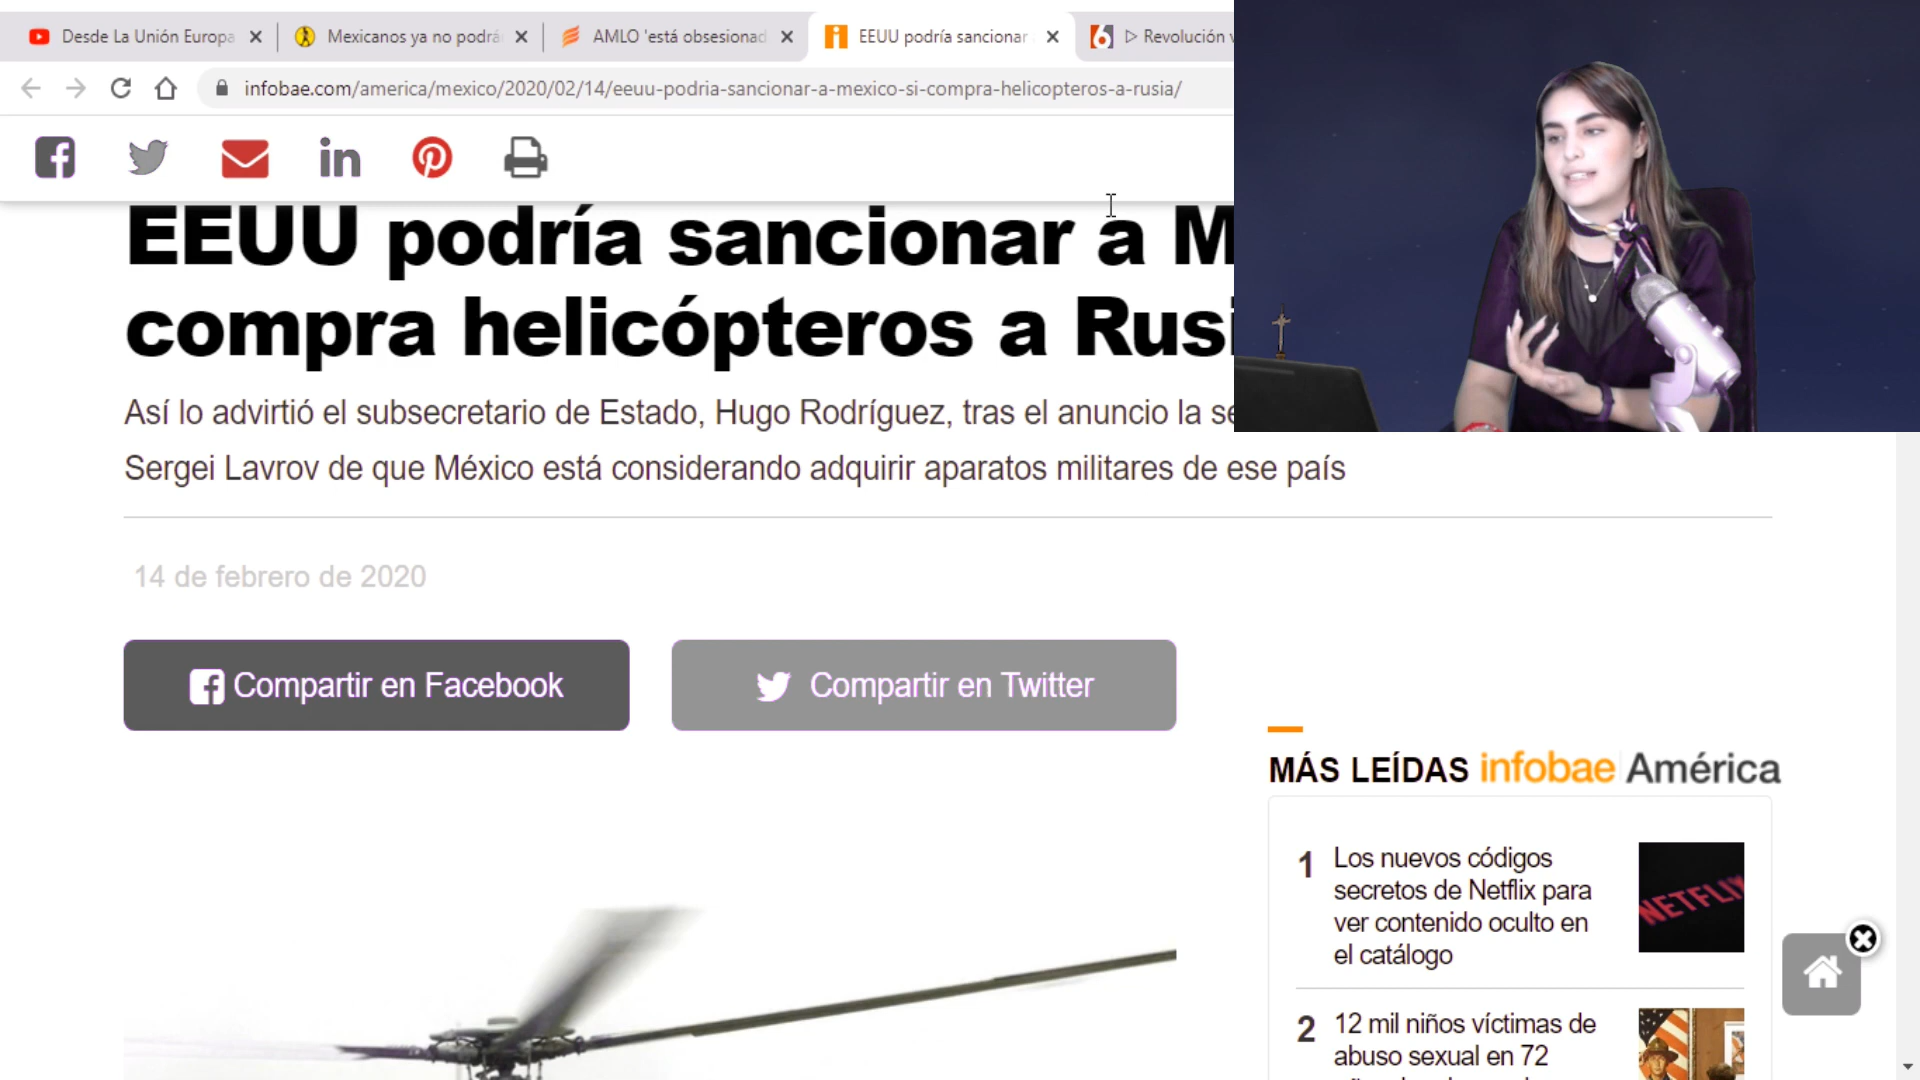 Desde La Unión Europa
Mexicanos ya no podrá
AMLO 'está obsesionad
EEUU podría sancionar
▷ Revolución
infobae.com/america/mexico/2020/02/14/eeuu-podria-sancionar-a-mexico-si-compra-helicopteros-a-rusia/
EEUU podría sancionar a M
compra helicópteros a Rusi
Así lo advirtió el subsecretario de Estado, Hugo Rodríguez, tras el anuncio la se
Sergei Lavrov de que México está considerando adquirir aparatos militares de ese país
14 de febrero de 2020
Compartir en Facebook
Compartir en Twitter
MÁS LEÍDAS infobae América
1 Los nuevos códigos
secretos de Netflix para
ver contenido oculto en
el catálogo
NETFLIX
2 12 mil niños víctimas de
abuso sexual en 72